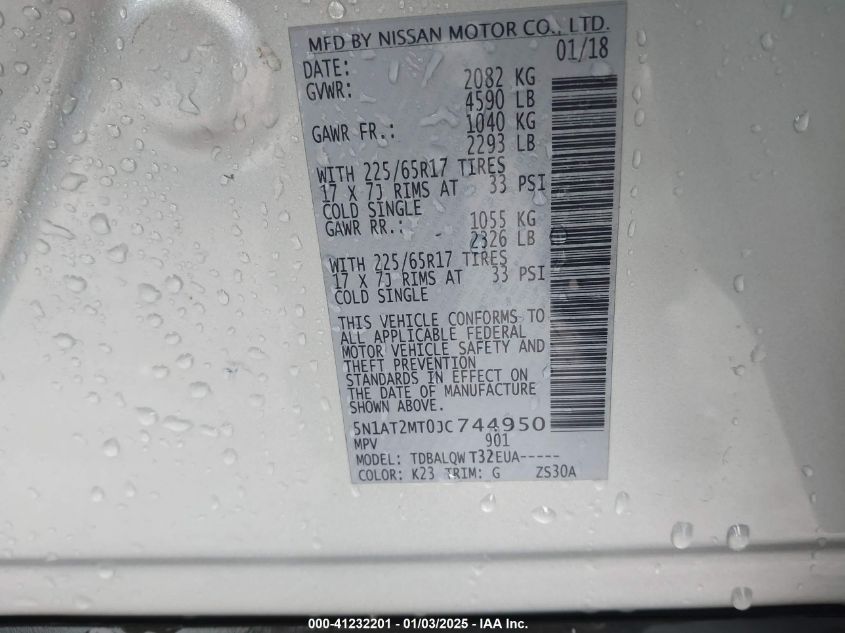 MFD BY NISSAN MOTOR CO., LTD.
DATE: 01/18
GVWR: 2082 KG
4590 LB
GAWR FR.: 1040 KG
2293 LB
WITH 225/65R17 TIRES
17 X 7J RIMS AT 33 PSI
COLD SINGLE
GAWR RR.: 1055 KG
2326 LB
WITH 225/65R17 TIRES
17 X 7J RIMS AT 33 PSI
COLD SINGLE
THIS VEHICLE CONFORMS TO
ALL APPLICABLE FEDERAL
MOTOR VEHICLE SAFETY AND
THEFT PREVENTION
STANDARDS IN EFFECT ON
THE DATE OF MANUFACTURE
SHOWN ABOVE.
5N1AT2MT0JC744950
MPV 901
MODEL: TDBALQWT32EUA-----
COLOR: K23 TRIM: G ZS30A
000-41232201 - 01/03/2025 - IAA Inc.